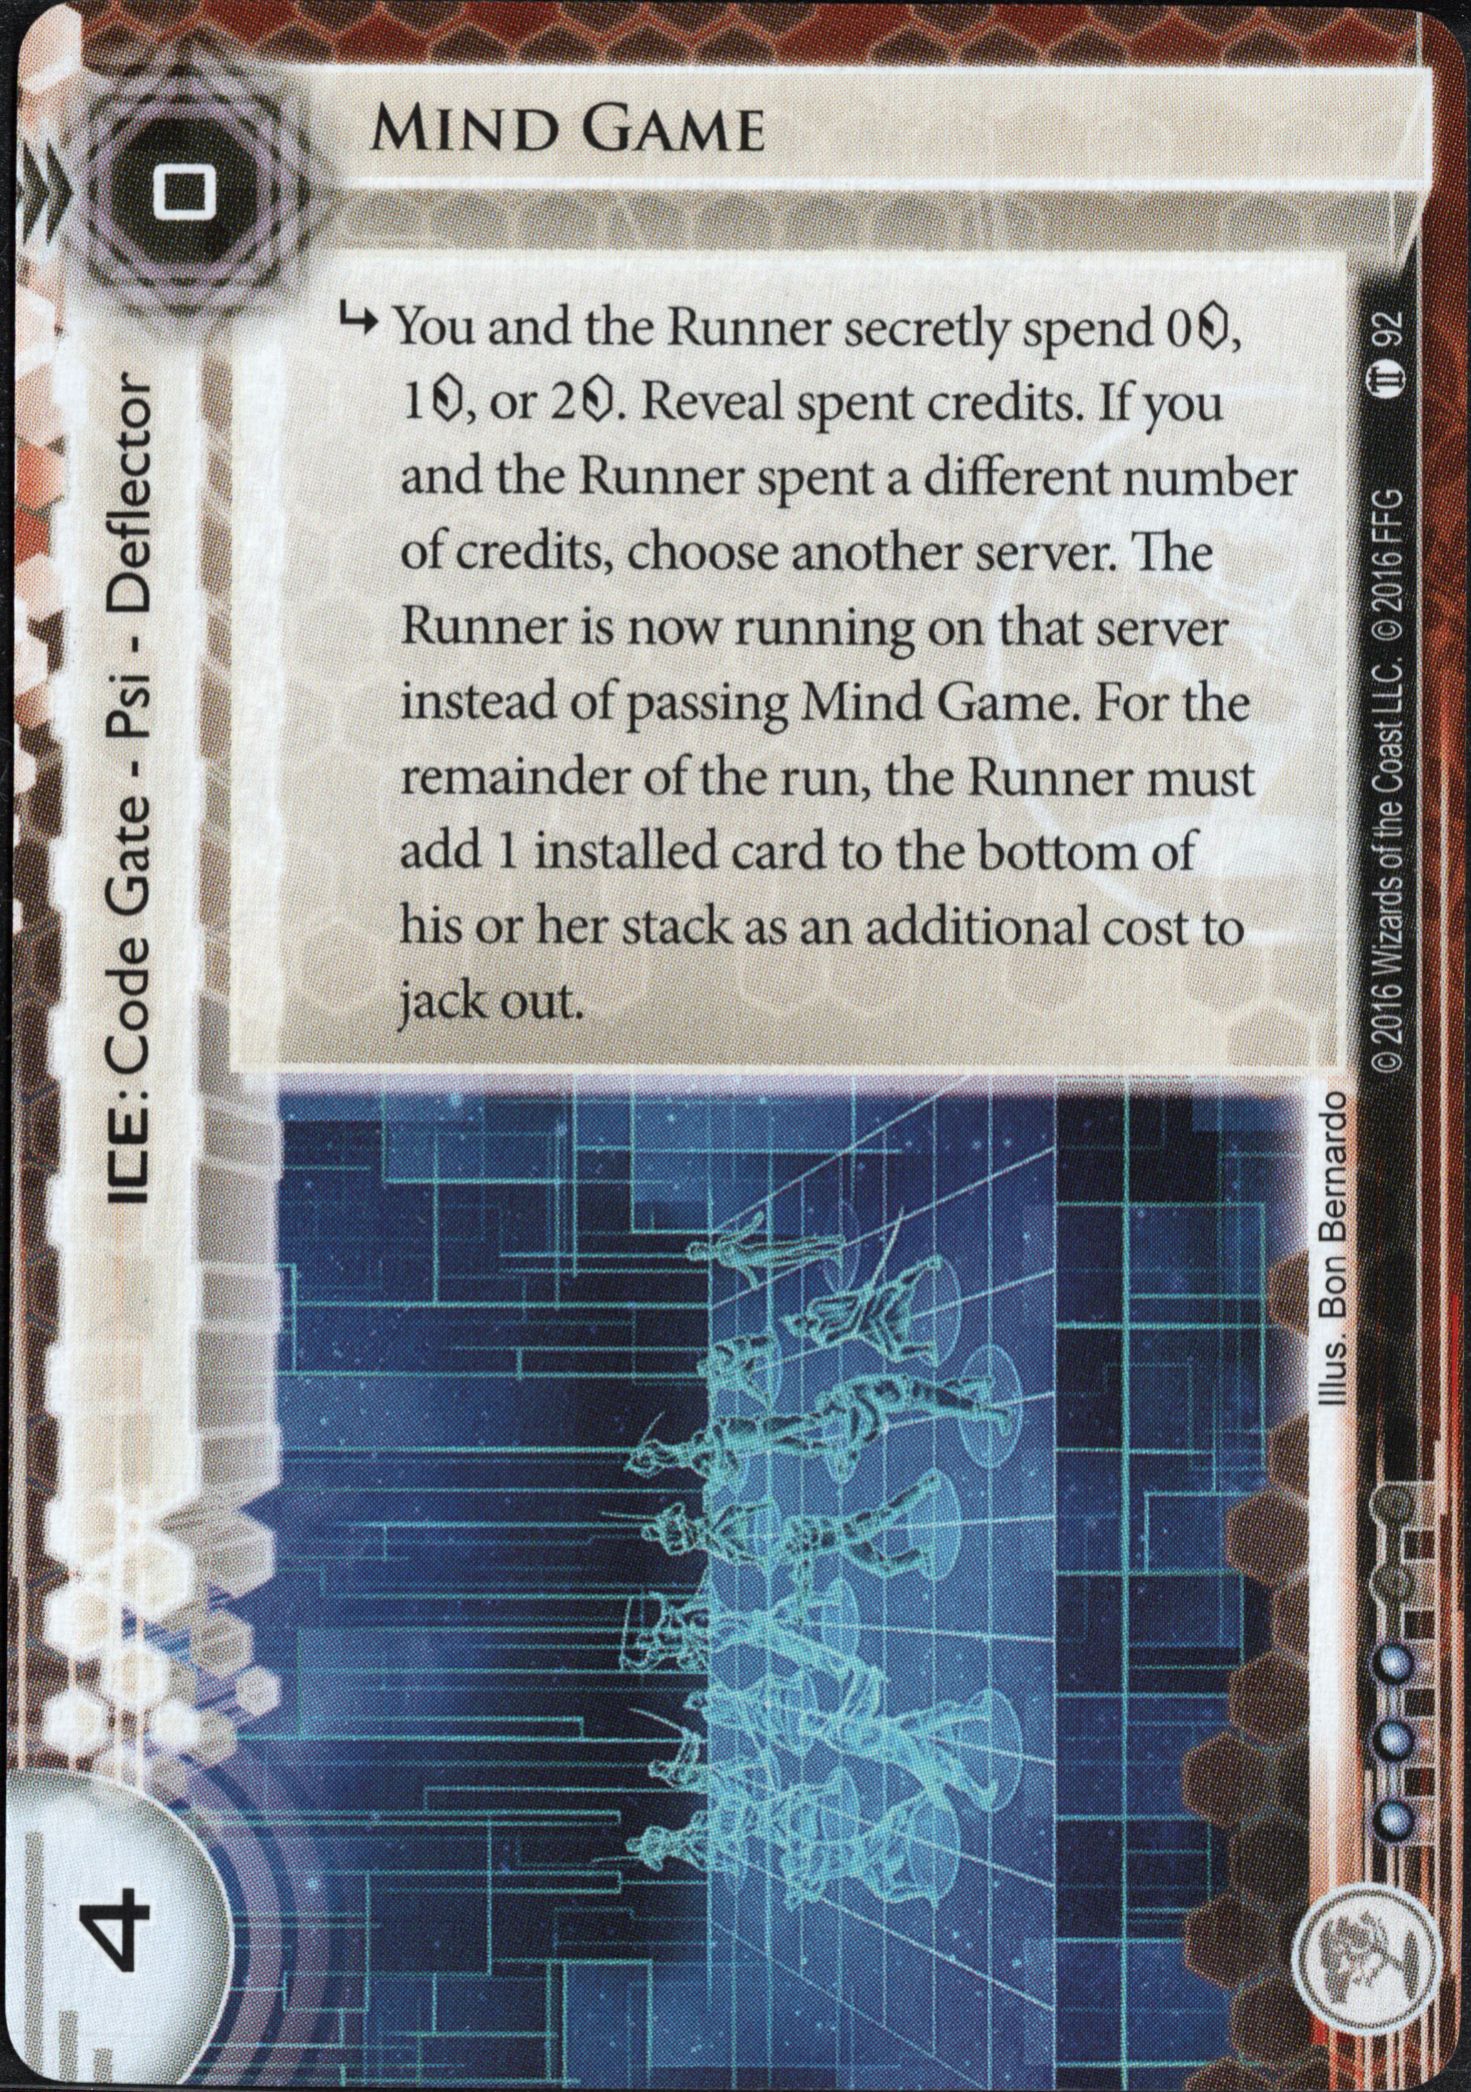 MIND GAME
↳ You and the Runner secretly spend 0,
1, or 2. Reveal spent credits. If you
and the Runner spent a different number
of credits, choose another server. The
Runner is now running on that server
instead of passing Mind Game. For the
remainder of the run, the Runner must
add 1 installed card to the bottom of
his or her stack as an additional cost to
jack out.
ICE: Code Gate - Psi - Deflector
4
Illus. Bon Bernardo
© 2016 Wizards of the Coast LLC. © 2016 FFG 92